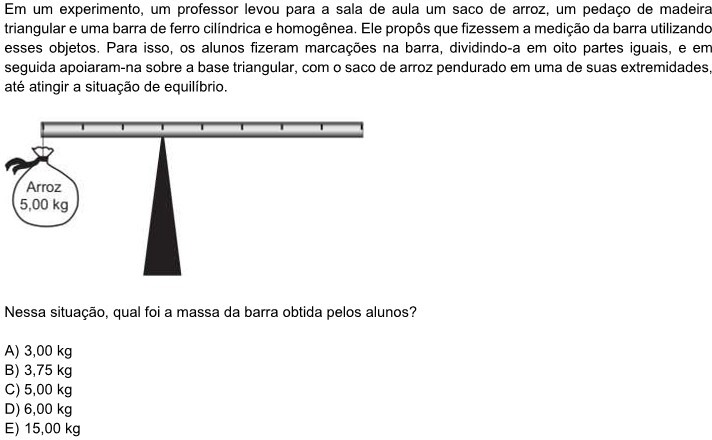 Em um experimento, um professor levou para a sala de aula um saco de arroz, um pedaço de madeira
triangular e uma barra de ferro cilíndrica e homogênea. Ele propôs que fizessem a medição da barra utilizando
esses objetos. Para isso, os alunos fizeram marcações na barra, dividindo-a em oito partes iguais, e em
seguida apoiaram-na sobre a base triangular, com o saco de arroz pendurado em uma de suas extremidades,
até atingir a situação de equilíbrio.
Arroz
5,00 kg
Nessa situação, qual foi a massa da barra obtida pelos alunos?
A) 3,00 kg
B) 3,75 kg
C) 5,00 kg
D) 6,00 kg
E) 15,00 kg